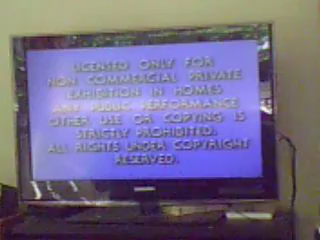 LICENSED ONLY FOR
NON COMMERCIAL PRIVATE
EXHIBITION IN HOMES
ANY PUBLIC PERFORMANCE
OTHER USE OR COPYING IS
STRICTLY PROHIBITED.
ALL RIGHTS UNDER COPYRIGHT
RESERVED.